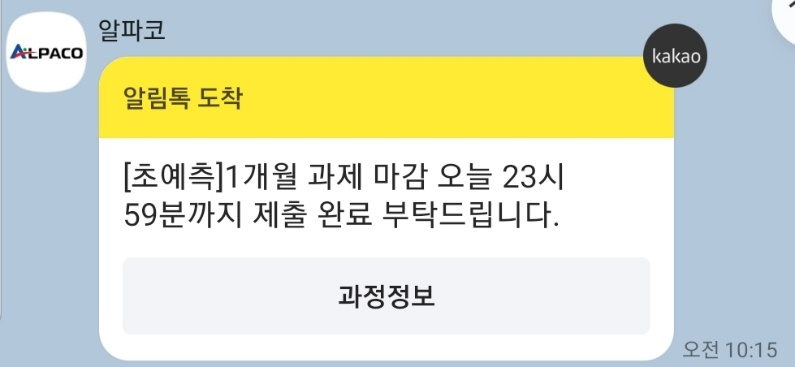 ALPACO
알파코
kakao
알림톡 도착
[초예측]1개월 과제 마감 오늘 23시
59분까지 제출 완료 부탁드립니다.
과정정보
오전 10:15